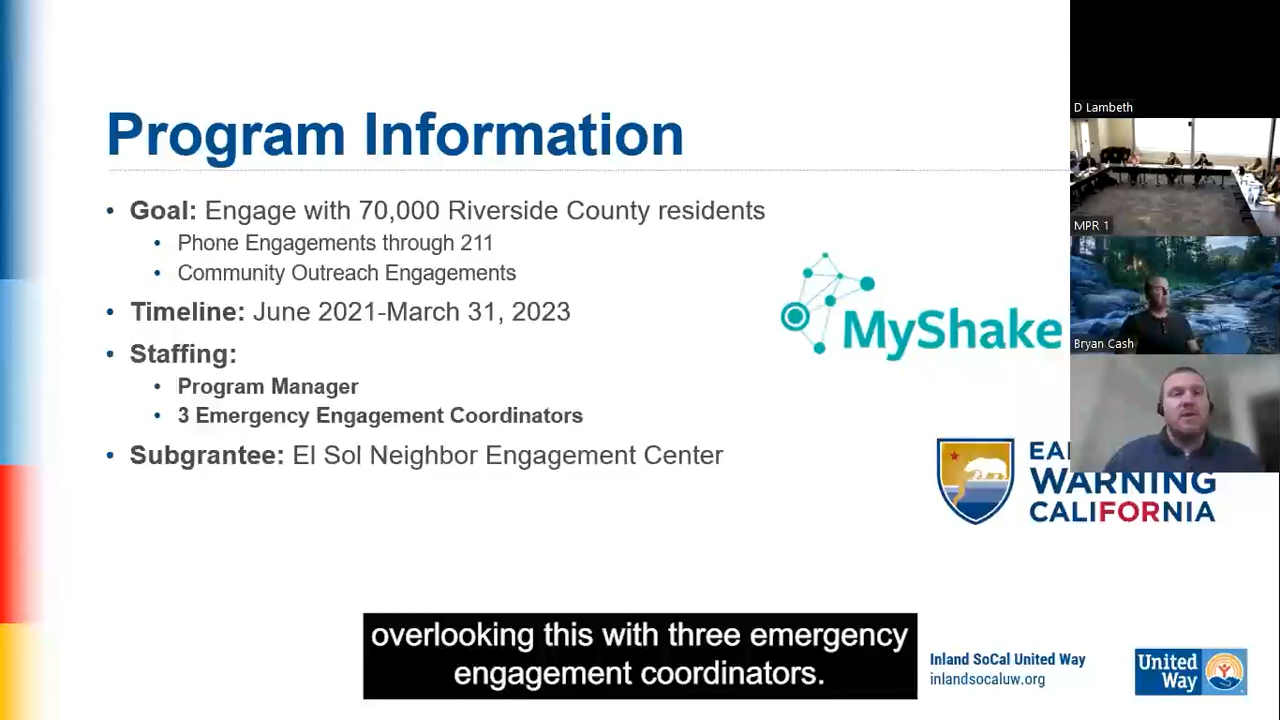 Program Information
• Goal: Engage with 70,000 Riverside County residents
• Phone Engagements through 211
• Community Outreach Engagements
• Timeline: June 2021-March 31, 2023
• Staffing:
• Program Manager
• 3 Emergency Engagement Coordinators
• Subgrantee: El Sol Neighbor Engagement Center
MyShake
WARNING
CALIFORNIA
D Lambeth
MPR 1
Bryan Cash
overlooking this with three emergency
engagement coordinators.
Inland SoCal United Way
inlandsocaluw.org
United
Way